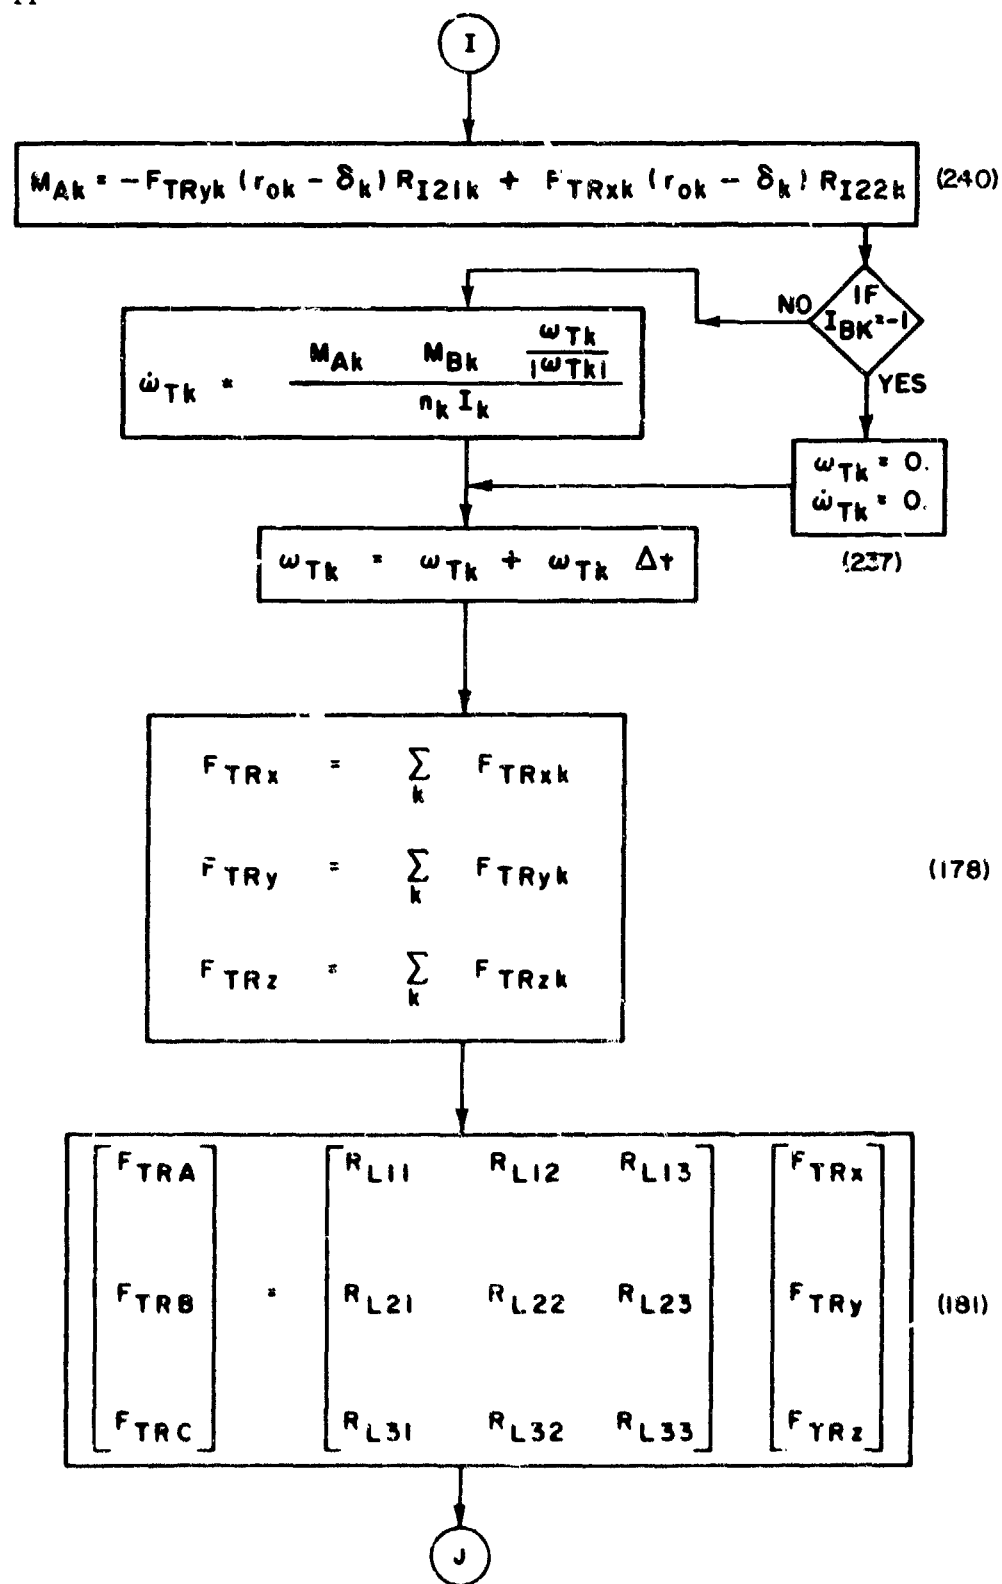 I
M_Ak = -F_TRyk (r_ok - δ_k) R_I21k + F_TRxk (r_ok - δ_k) R_I22k (240)
IF
NO I_BK = -1
YES
ω̇_Tk = (M_Ak M_Bk ω_Tk / |ω_Tk|) / (n_k I_k)
ω_Tk = 0.
ω̇_Tk = 0.
(237)
ω_Tk = ω_Tk + ω_Tk Δt
F_TRx = Σ_k F_TRxk
F_TRy = Σ_k F_TRyk (178)
F_TRz = Σ_k F_TRzk
[F_TRA] [R_L11 R_L12 R_L13] [F_TRx]
[F_TRB] = [R_L21 R_L22 R_L23] [F_TRy] (181)
[F_TRC] [R_L31 R_L32 R_L33] [F_TRz]
J